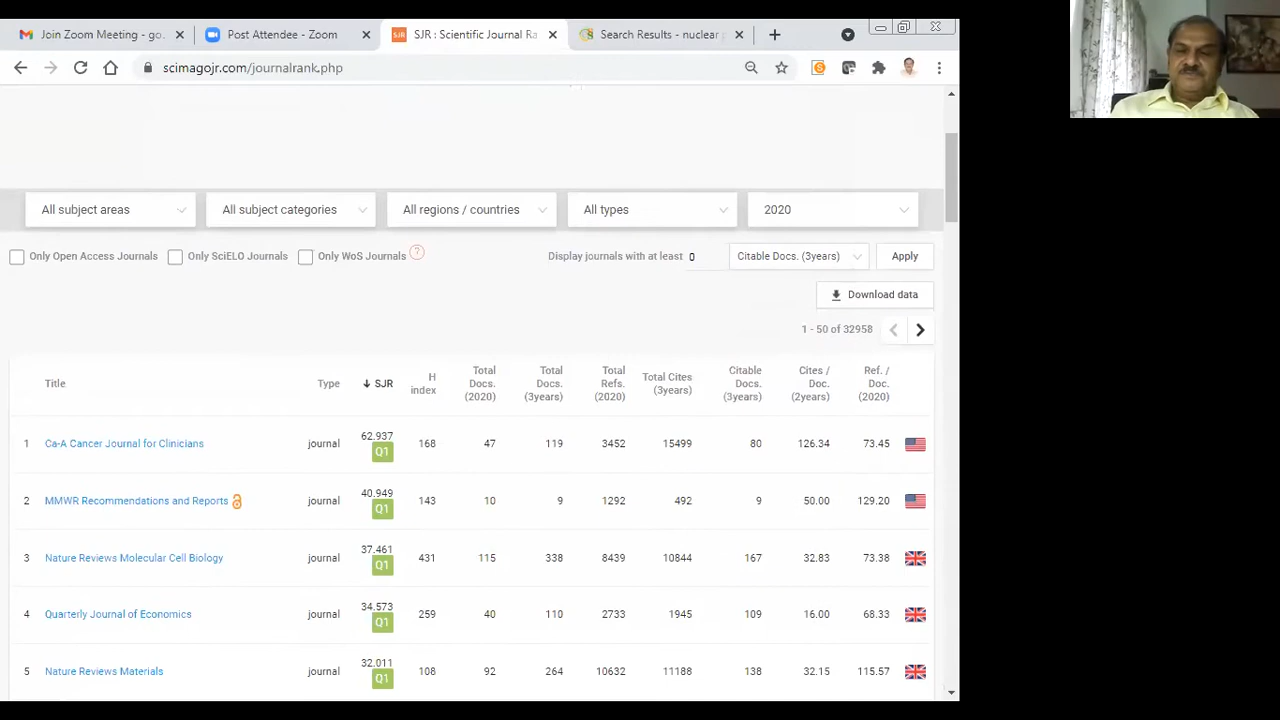 Join Zoom Meeting - go. Post Attendee - Zoom SJR SJR : Scientific Journal Ra Search Results - nuclear
scimagojr.com/journalrank.php
All subject areas All subject categories All regions / countries All types 2020
Only Open Access Journals Only SciELO Journals Only WoS Journals ? Display journals with at least 0 Citable Docs. (3years) Apply
Download data
1 - 50 of 32958
Title Type SJR H index Total Docs. (2020) Total Docs. (3years) Total Refs. (2020) Total Cites (3years) Citable Docs. (3years) Cites / Doc. (2years) Ref. / Doc. (2020)
1 Ca-A Cancer Journal for Clinicians journal 62.937 Q1 168 47 119 3452 15499 80 126.34 73.45
2 MMWR Recommendations and Reports journal 40.949 Q1 143 10 9 1292 492 9 50.00 129.20
3 Nature Reviews Molecular Cell Biology journal 37.461 Q1 431 115 338 8439 10844 167 32.83 73.38
4 Quarterly Journal of Economics journal 34.573 Q1 259 40 110 2733 1945 109 16.00 68.33
5 Nature Reviews Materials journal 32.011 Q1 108 92 264 10632 11188 138 32.15 115.57